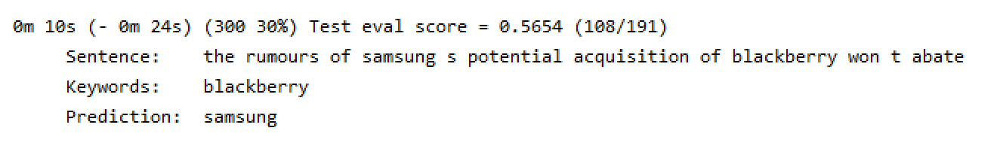 0m 10s (- 0m 24s) (300 30%) Test eval score = 0.5654 (108/191)
Sentence: the rumours of samsung s potential acquisition of blackberry won t abate
Keywords: blackberry
Prediction: samsung